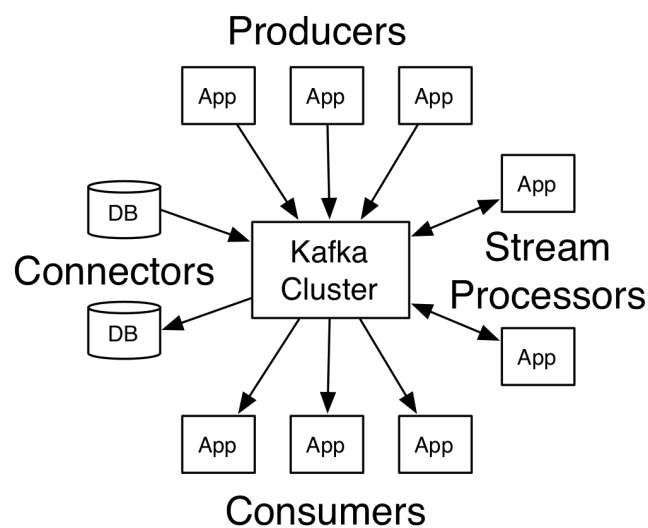 Producers
App
App
App
DB
App
Kafka
Cluster
Connectors
Stream
Processors
DB
App
App
App
App
Consumers